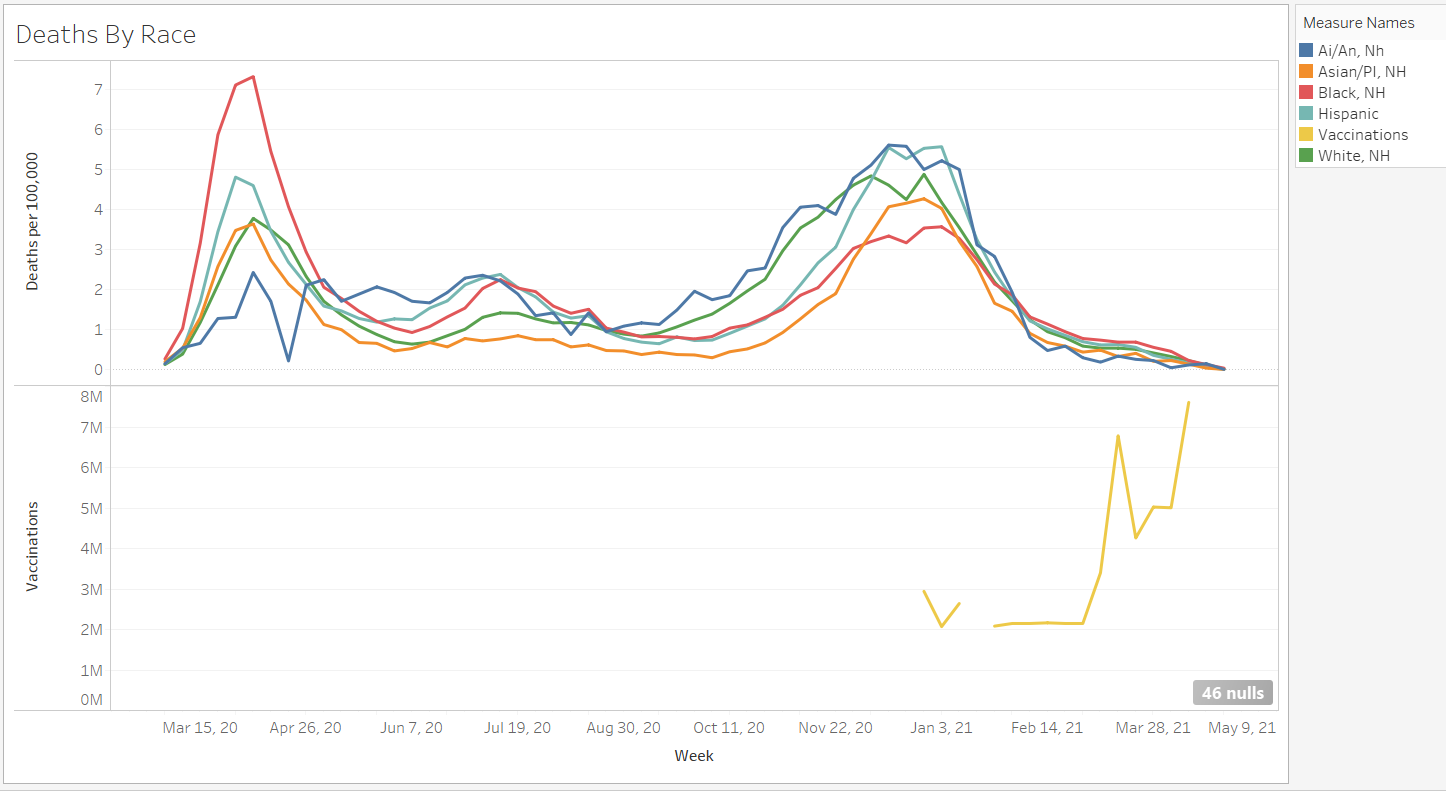 Deaths By Race
Deaths per 100,000
7
6
5
4
3
2
1
0
Vaccinations
8M
7M
6M
5M
4M
3M
2M
1M
0M
46 nulls
Mar 15, 20 Apr 26, 20 Jun 7, 20 Jul 19, 20 Aug 30, 20 Oct 11, 20 Nov 22, 20 Jan 3, 21 Feb 14, 21 Mar 28, 21 May 9, 21
Week
Measure Names
Ai/An, Nh
Asian/PI, NH
Black, NH
Hispanic
Vaccinations
White, NH